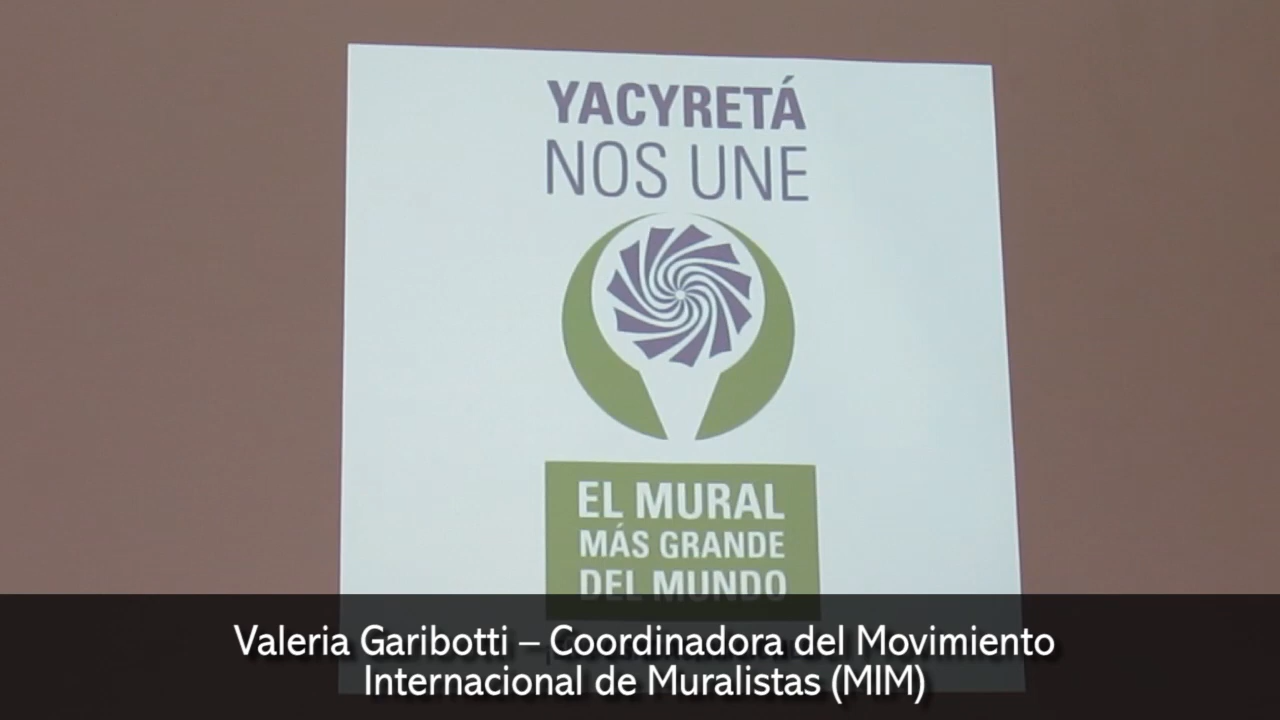 YACYRETÁ
NOS UNE
EL MURAL
MÁS GRANDE
DEL MUNDO
Valeria Garibotti – Coordinadora del Movimiento
Internacional de Muralistas (MIM)